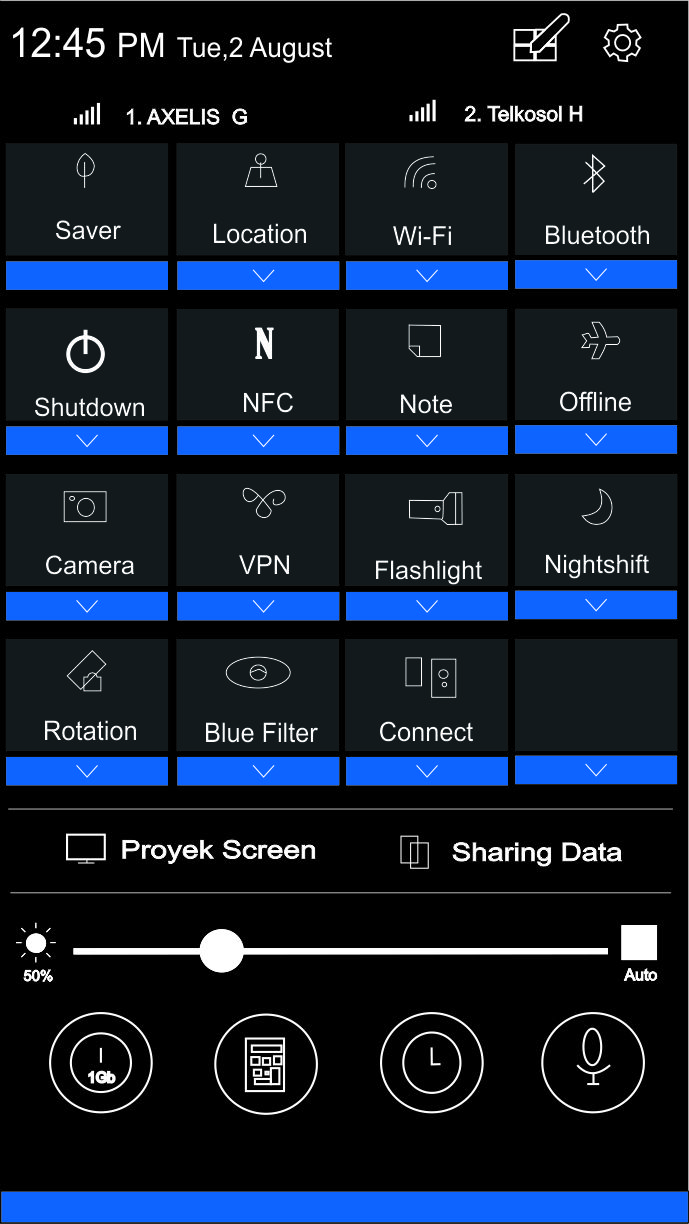 12:45 PM Tue,2 August
1. AXELIS G 2. Telkosol H
Saver Location Wi-Fi Bluetooth
Shutdown NFC Note Offline
N
Camera VPN Flashlight Nightshift
Rotation Blue Filter Connect
Proyek Screen Sharing Data
50% Auto
1Gb